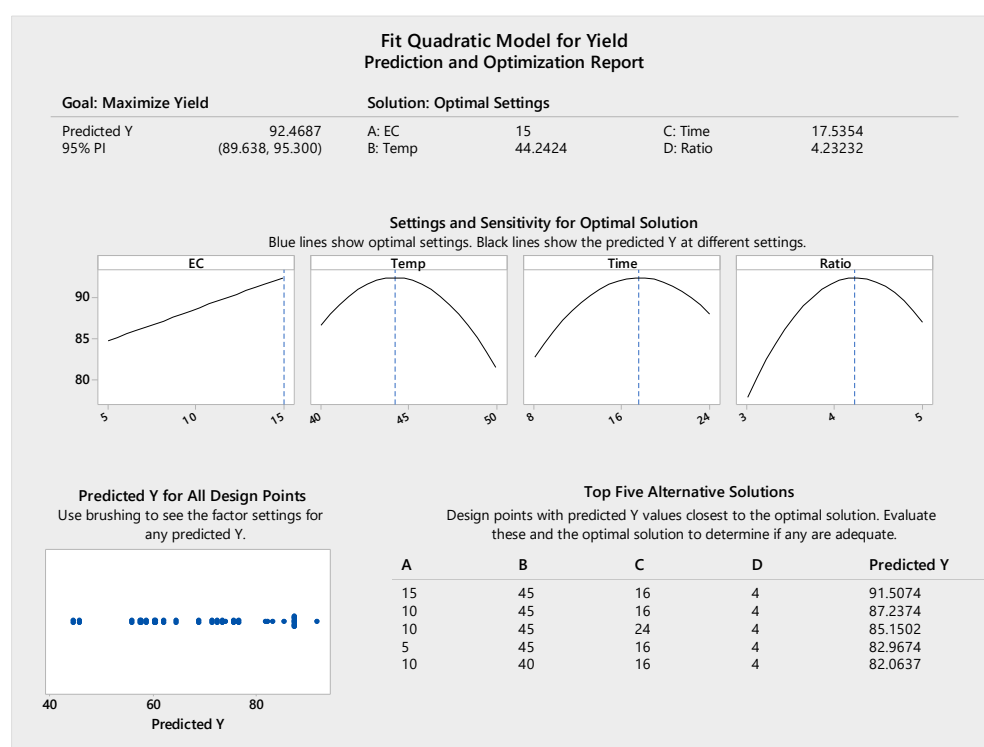 Fit Quadratic Model for Yield
Prediction and Optimization Report
Goal: Maximize Yield
Predicted Y 92.4687
95% PI (89.638, 95.300)
Solution: Optimal Settings
A: EC 15 C: Time 17.5354
B: Temp 44.2424 D: Ratio 4.23232
Settings and Sensitivity for Optimal Solution
Blue lines show optimal settings. Black lines show the predicted Y at different settings.
EC Temp Time Ratio
90
85
80
5 10 15 40 45 50 8 16 24 3 4 5
Predicted Y for All Design Points
Use brushing to see the factor settings for
any predicted Y.
40 60 80
Predicted Y
Top Five Alternative Solutions
Design points with predicted Y values closest to the optimal solution. Evaluate
these and the optimal solution to determine if any are adequate.
A B C D Predicted Y
15 45 16 4 91.5074
10 45 16 4 87.2374
10 45 24 4 85.1502
5 45 16 4 82.9674
10 40 16 4 82.0637